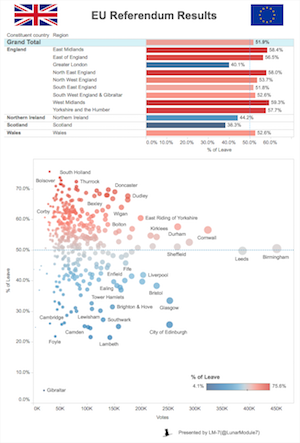 EU Referendum Results
Constituent country Region
Grand Total 51.9%
England East Midlands 58.8%
East of England 56.5%
Greater London 40.1%
North East England 58.0%
North West England 53.7%
South East England 51.8%
South West England & Gibraltar 52.6%
West Midlands 59.3%
Yorkshire and the Humber 57.7%
Northern Ireland Northern Ireland 44.2%
Scotland Scotland 38.0%
Wales Wales 52.5%
0.0% 10.0% 20.0% 30.0% 40.0% 50.0% 60.0%
% of Leave
South Holland
Bolsover Thurrock
Doncaster
70.0% Dudley
Bexley
Corby Wigan
East Riding of Yorkshire
60.0% Bolton
Kirklees
Durham Cornwall
50.0%
Sheffield Leeds Birmingham
Fife
Enfield Liverpool
40.0% Ealing
Bristol
Tower Hamlets
Brighton & Hove
Glasgow
30.0% Cambridge Lewisham Southwark
City of Edinburgh
Camden
Foyle Lambeth
20.0%
10.0%
% of Leave
4.1% 75.6%
Gibraltar
0K 50K 100K 150K 200K 250K 300K 350K 400K 450K
Votes
% of Leave
Presented by LM-7(@LunarModule7)